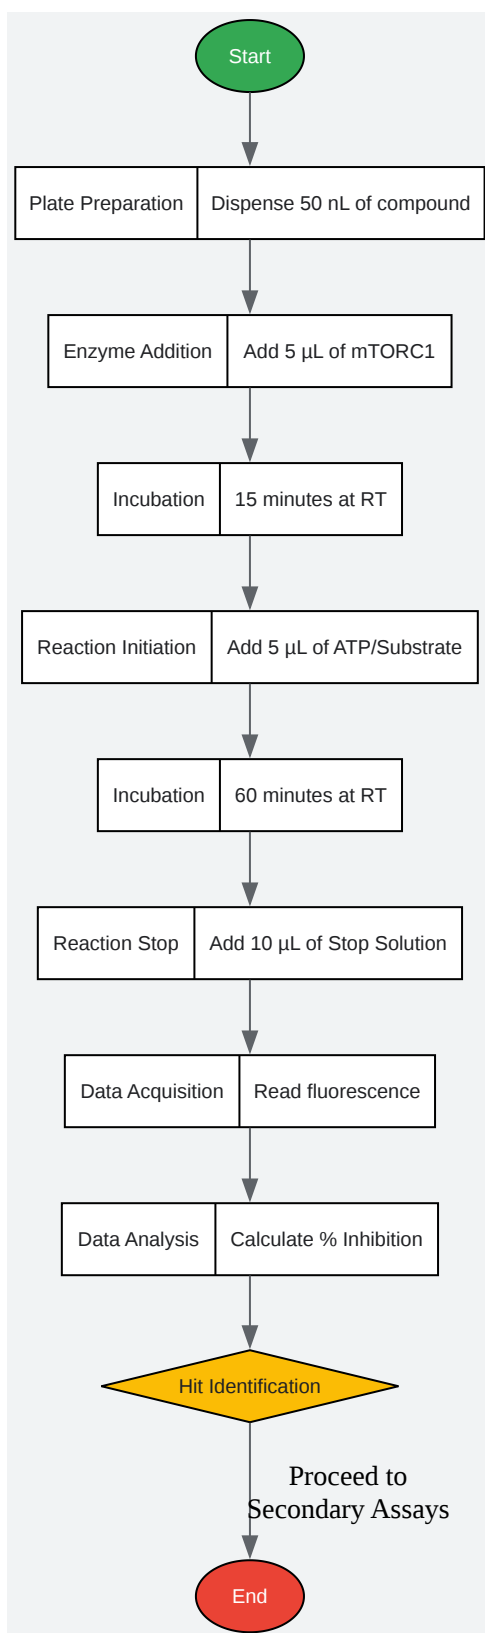 Start
Plate Preparation
Dispense 50 nL of compound
Enzyme Addition
Add 5 µL of mTORC1
Incubation
15 minutes at RT
Reaction Initiation
Add 5 µL of ATP/Substrate
Incubation
60 minutes at RT
Reaction Stop
Add 10 µL of Stop Solution
Data Acquisition
Read fluorescence
Data Analysis
Calculate % Inhibition
Hit Identification
Proceed to
Secondary Assays
End